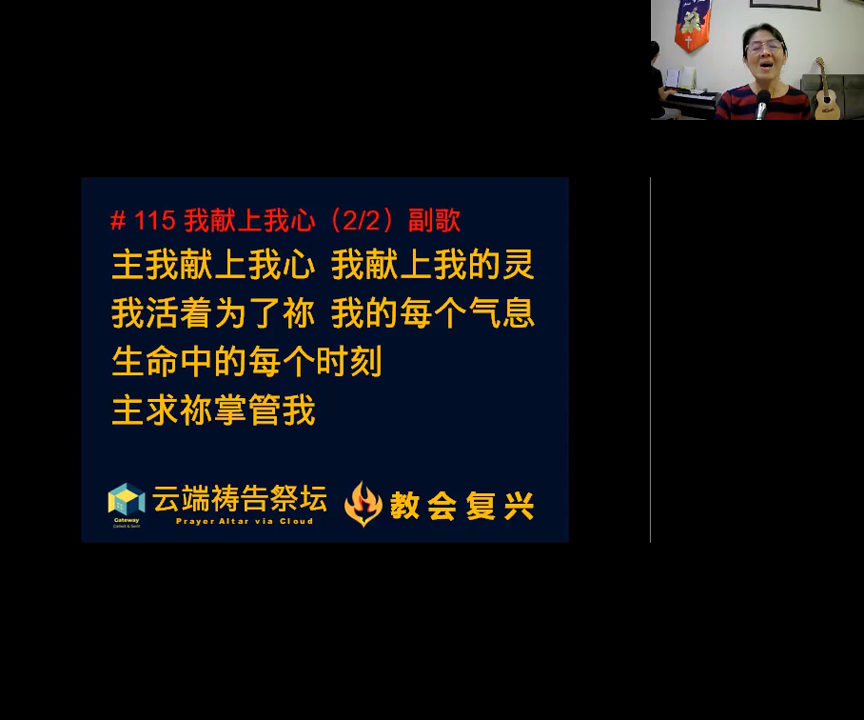 # 115 我献上我心（2/2）副歌
主我献上我心 我献上我的灵
我活着为了祢 我的每个气息
生命中的每个时刻
主求祢掌管我
云端祷告祭坛
Prayer Altar via Cloud
Gateway
教会复兴